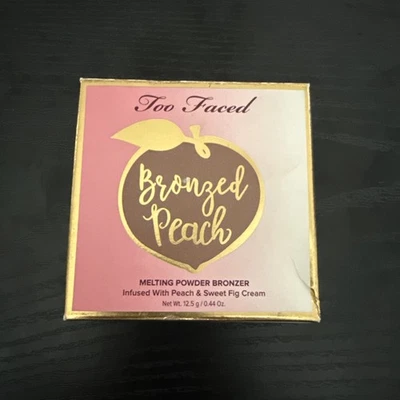 Too Faced
Bronzed
Peach
MELTING POWDER BRONZER
Infused With Peach & Sweet Fig Cream
Net Wt. 12.5 g / 0.44 Oz.